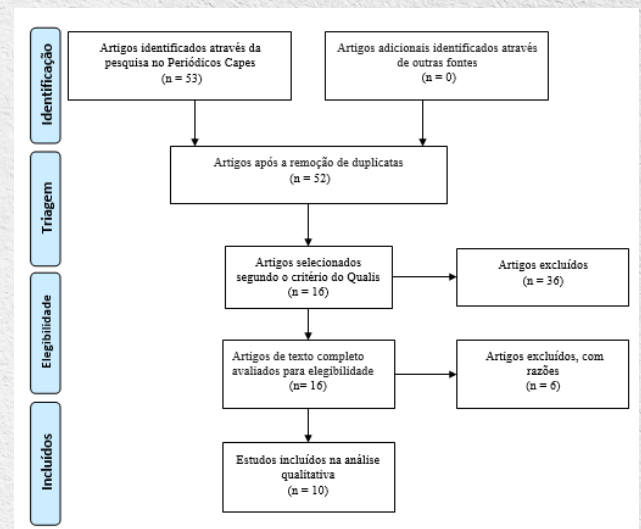 Identificação
Artigos identificados através da
pesquisa no Periódicos Capes
(n = 53)
Artigos adicionais identificados através
de outras fontes
(n = 0)
Triagem
Artigos após a remoção de duplicatas
(n = 52)
Artigos selecionados
segundo o critério do Qualis
(n = 16)
Artigos excluídos
(n = 36)
Elegibilidade
Artigos de texto completo
avaliados para elegibilidade
(n= 16)
Artigos excluídos, com
razões
(n = 6)
Incluídos
Estudos incluídos na análise
qualitativa
(n = 10)